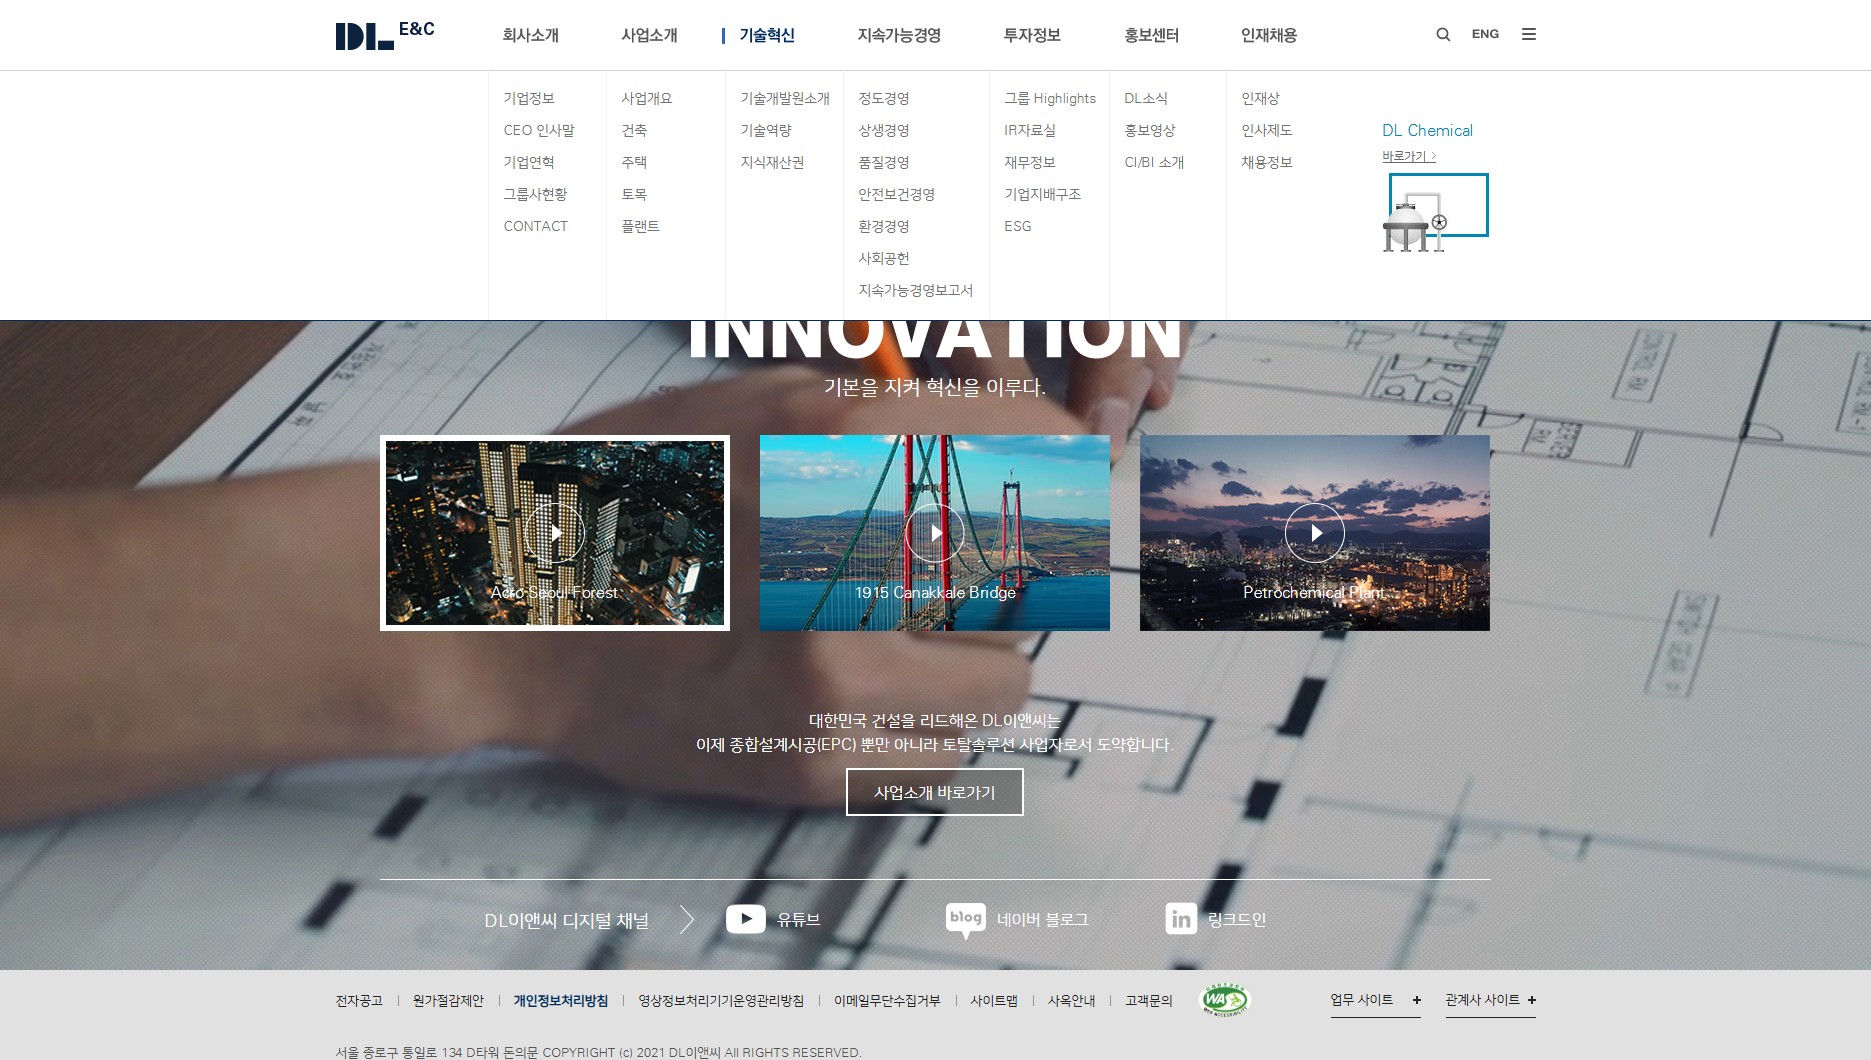 DL E&C
회사소개 사업소개 기술혁신 지속가능경영 투자정보 홍보센터 인재채용 ENG
기업정보 사업개요 기술개발원소개 정도경영 그룹 Highlights DL소식 인재상
CEO 인사말 건축 기술역량 상생경영 IR자료실 홍보영상 인사제도 DL Chemical
기업연혁 주택 지식재산권 품질경영 재무정보 CI/BI 소개 채용정보 바로가기
그룹사현황 토목 안전보건경영 기업지배구조
CONTACT 플랜트 환경경영 ESG
사회공헌
지속가능경영보고서
INNOVATION
기본을 지켜 혁신을 이루다.
Acro Seoul Forest 1915 Canakkale Bridge Petrochemical Plant
대한민국 건설을 리드해온 DL이앤씨는
이제 종합설계시공(EPC) 뿐만 아니라 토탈솔루션 사업자로서 도약합니다.
사업소개 바로가기
DL이앤씨 디지털 채널 유튜브 blog 네이버 블로그 in 링크드인
전자공고 원가절감제안 개인정보처리방침 영상정보처리기기운영관리방침 이메일무단수집거부 사이트맵 사옥안내 고객문의 WA 업무 사이트 + 관계사 사이트 +
서울 종로구 통일로 134 D타워 돈의문 COPYRIGHT (c) 2021 DL이앤씨 All RIGHTS RESERVED.